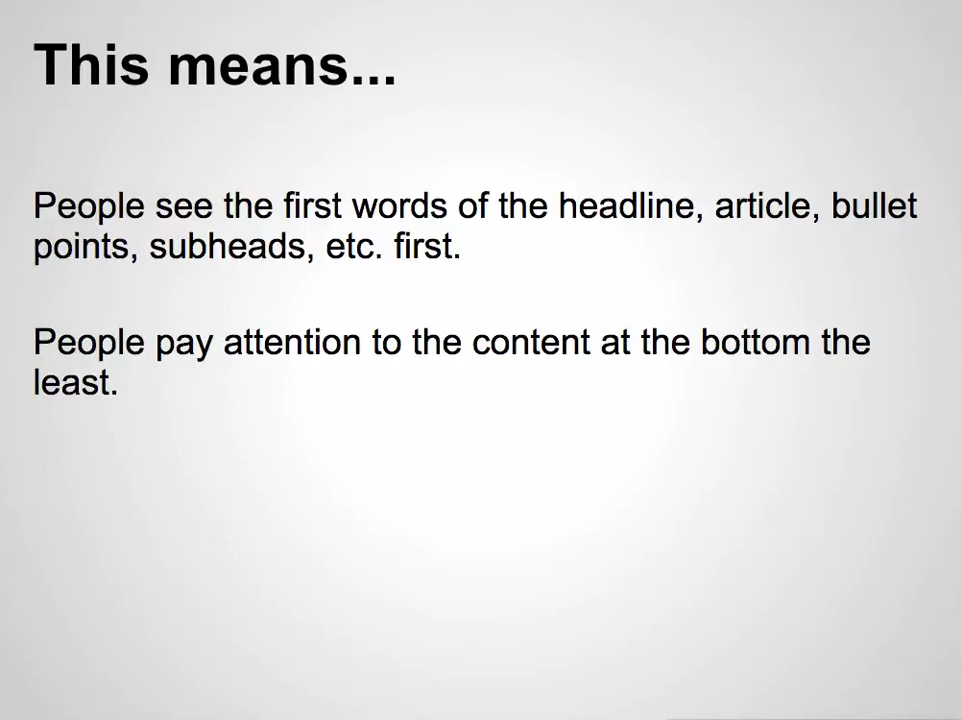 This means...
People see the first words of the headline, article, bullet
points, subheads, etc. first.
People pay attention to the content at the bottom the
least.